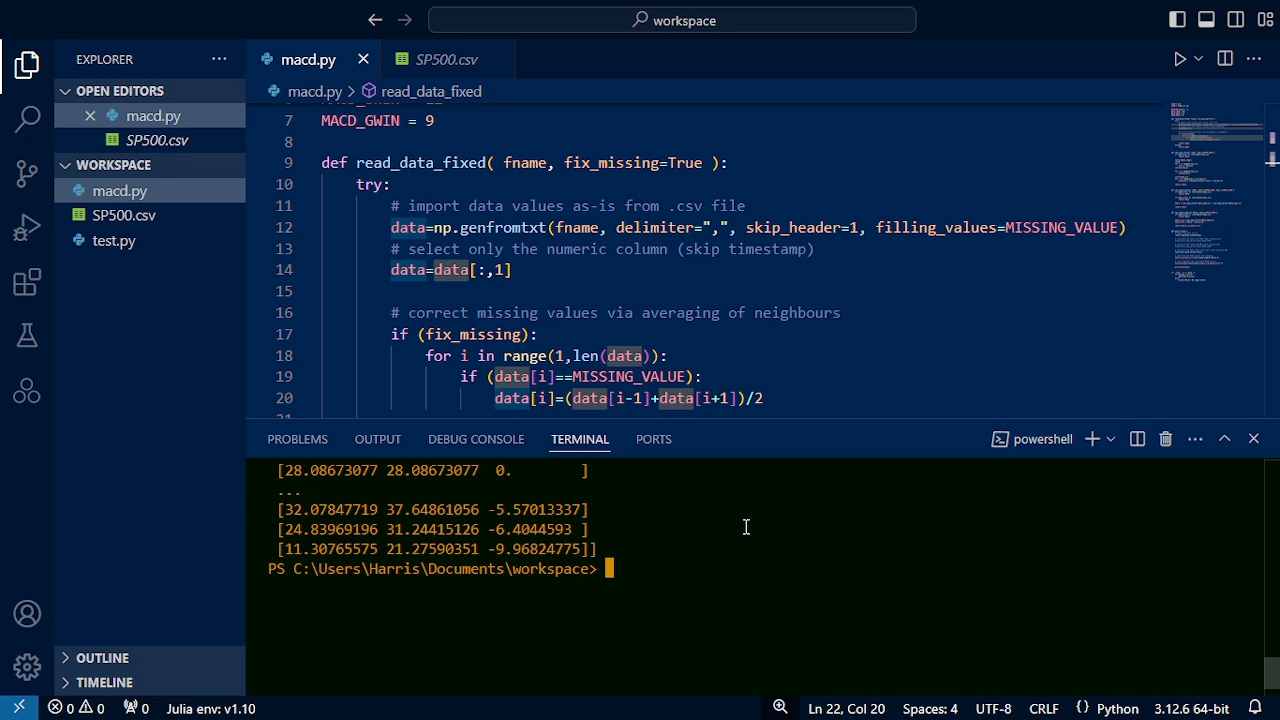 workspace
EXPLORER
OPEN EDITORS
macd.py
SP500.csv
WORKSPACE
macd.py
SP500.csv
test.py
OUTLINE
TIMELINE
macd.py
SP500.csv
macd.py > read_data_fixed
7 MACD_GWIN = 9
8
9 def read_data_fixed( fname, fix_missing=True ):
10 try:
11 # import data values as-is from .csv file
12 data=np.genfromtxt(fname, delimiter=",", skip_header=1, filling_values=MISSING_VALUE)
13 # select only the numeric column (skip timestamp)
14 data=data[:,1]
15
16 # correct missing values via averaging of neighbours
17 if (fix_missing):
18 for i in range(1,len(data)):
19 if (data[i]==MISSING_VALUE):
20 data[i]=(data[i-1]+data[i+1])/2
PROBLEMS OUTPUT DEBUG CONSOLE TERMINAL PORTS powershell
[28.08673077 28.08673077 0. ]
...
[32.07847719 37.64861056 -5.57013337]
[24.83969196 31.24415126 -6.4044593 ]
[11.30765575 21.27590351 -9.96824775]]
PS C:\Users\Harris\Documents\workspace>
0 0 0 Julia env: v1.10 Ln 22, Col 20 Spaces: 4 UTF-8 CRLF {} Python 3.12.6 64-bit